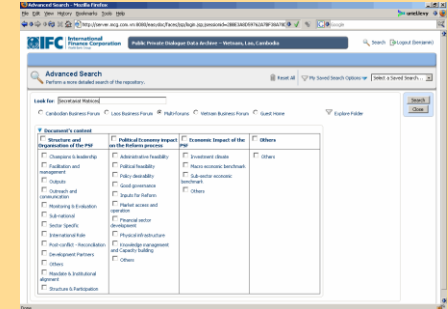 Advanced Search - Mozilla Firefox
File Edit View History Bookmarks Tools Help
IFC International Finance Corporation
Public Private Dialogue Data Archive - Vietnam, Lao, Cambodia
Search Logout (benjamin)
Advanced Search
Perform a more detailed search of the repository.
Reset All My Saved Search Options Select a Saved Search...
Look for: Secretariat Matrices
Search
Close
Cambodian Business Forum Laos Business Forum Multi-forums Vietnam Business Forum Guest Home Explore Folder
Document's content
Structure and Organisation of the PSF
Champions & leadership
Facilitation and management
Outputs
Outreach and communication
Monitoring & Evaluation
Sub-national
Sector Specific
International Role
Post-conflict - Reconciliation
Development Partners
Others
Mandate & Institutional alignment
Structure & Participation
Political Economy impact on the Reform process
Administrative feasibility
Political feasibility
Policy desirability
Good governance
Inputs for Reform
Market access and operation
Financial sector development
Physical infrastructure
Knowledge management and Capacity building
Others
Economic Impact of the PSF
Investment climate
Macro economic benchmark
Sub-sector economic benchmark
Others
Others
Others
Done